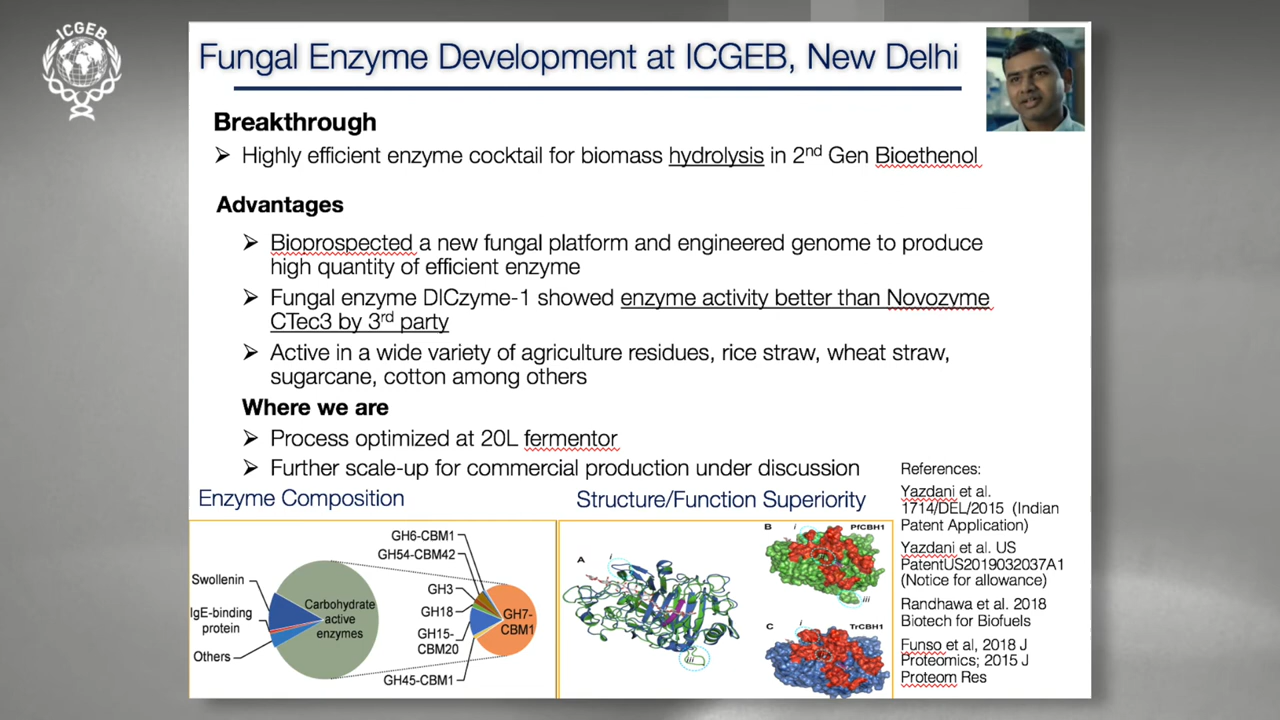 ICGEB
Fungal Enzyme Development at ICGEB, New Delhi
Breakthrough
➢ Highly efficient enzyme cocktail for biomass hydrolysis in 2nd Gen Bioethenol
Advantages
➢ Bioprospected a new fungal platform and engineered genome to produce
high quantity of efficient enzyme
➢ Fungal enzyme DICzyme-1 showed enzyme activity better than Novozyme
CTec3 by 3rd party
➢ Active in a wide variety of agriculture residues, rice straw, wheat straw,
sugarcane, cotton among others
Where we are
➢ Process optimized at 20L fermentor
➢ Further scale-up for commercial production under discussion
Enzyme Composition
Swollenin
IgE-binding
protein
Others
Carbohydrate
active
enzymes
GH6-CBM1
GH54-CBM42
GH3
GH18
GH15-
CBM20
GH45-CBM1
GH7-
CBM1
Structure/Function Superiority
A
i
iii
B
i
PfCBH1
iii
C
i
TrCBH1
References:
Yazdani et al.
1714/DEL/2015 (Indian
Patent Application)
Yazdani et al. US
PatentUS2019032037A1
(Notice for allowance)
Randhawa et al. 2018
Biotech for Biofuels
Funso et al, 2018 J
Proteomics; 2015 J
Proteom Res